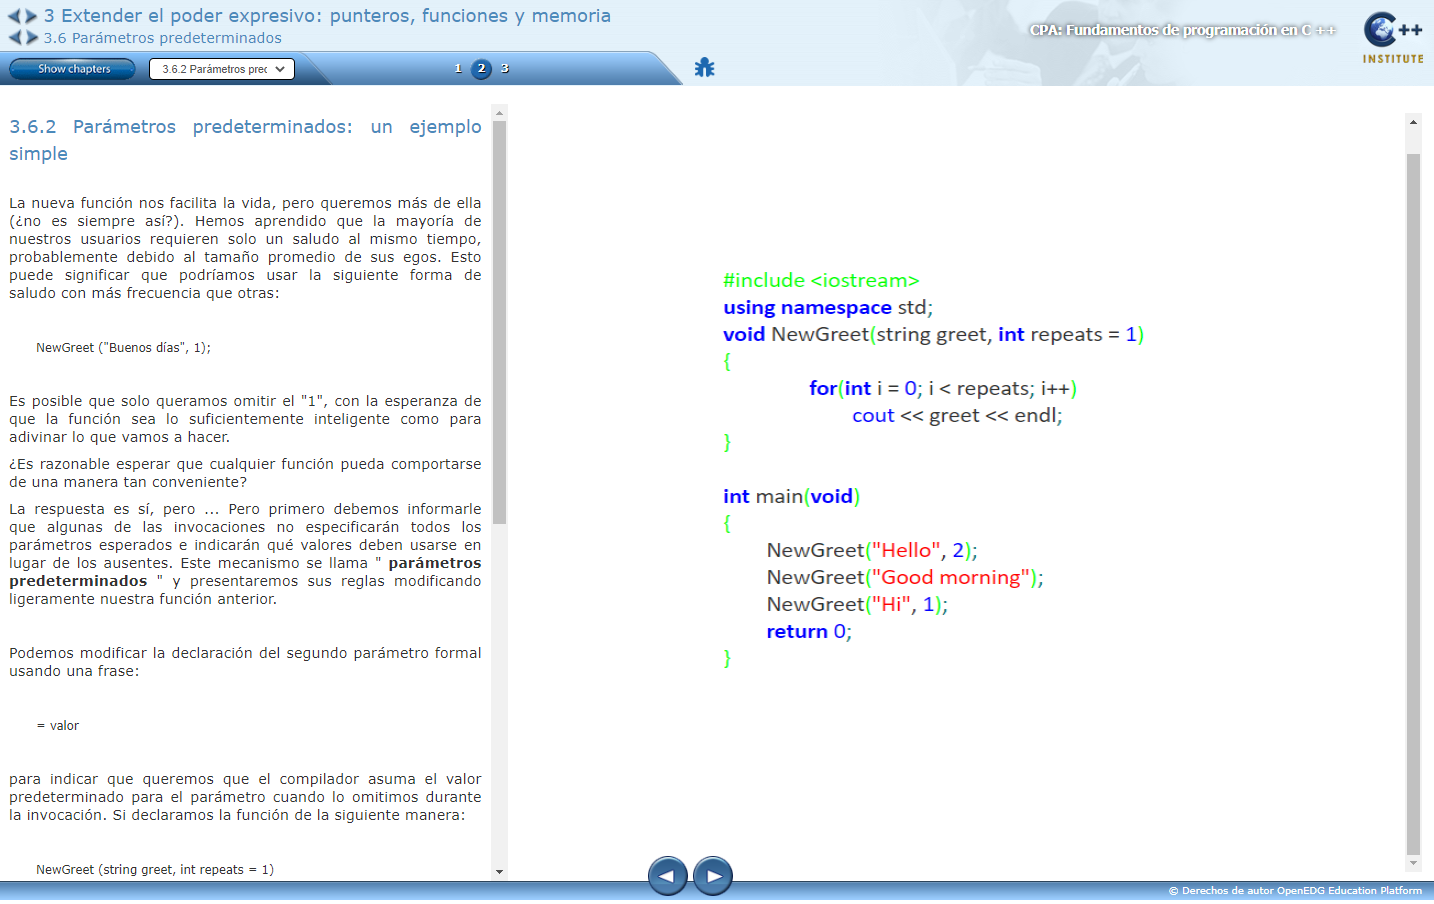 3 Extender el poder expresivo: punteros, funciones y memoria
3.6 Parámetros predeterminados
CPA: Fundamentos de programación en C ++
C++
INSTITUTE
Show chapters
3.6.2 Parámetros prec
1 2 3
3.6.2 Parámetros predeterminados: un ejemplo
simple
La nueva función nos facilita la vida, pero queremos más de ella
(¿no es siempre así?). Hemos aprendido que la mayoría de
nuestros usuarios requieren solo un saludo al mismo tiempo,
probablemente debido al tamaño promedio de sus egos. Esto
puede significar que podríamos usar la siguiente forma de
saludo con más frecuencia que otras:
NewGreet ("Buenos días", 1);
Es posible que solo queramos omitir el "1", con la esperanza de
que la función sea lo suficientemente inteligente como para
adivinar lo que vamos a hacer.
¿Es razonable esperar que cualquier función pueda comportarse
de una manera tan conveniente?
La respuesta es sí, pero ... Pero primero debemos informarle
que algunas de las invocaciones no especificarán todos los
parámetros esperados e indicarán qué valores deben usarse en
lugar de los ausentes. Este mecanismo se llama " parámetros
predeterminados " y presentaremos sus reglas modificando
ligeramente nuestra función anterior.
Podemos modificar la declaración del segundo parámetro formal
usando una frase:
= valor
para indicar que queremos que el compilador asuma el valor
predeterminado para el parámetro cuando lo omitimos durante
la invocación. Si declaramos la función de la siguiente manera:
NewGreet (string greet, int repeats = 1)
#include <iostream>
using namespace std;
void NewGreet(string greet, int repeats = 1)
{
for(int i = 0; i < repeats; i++)
cout << greet << endl;
}
int main(void)
{
NewGreet("Hello", 2);
NewGreet("Good morning");
NewGreet("Hi", 1);
return 0;
}
© Derechos de autor OpenEDG Education Platform